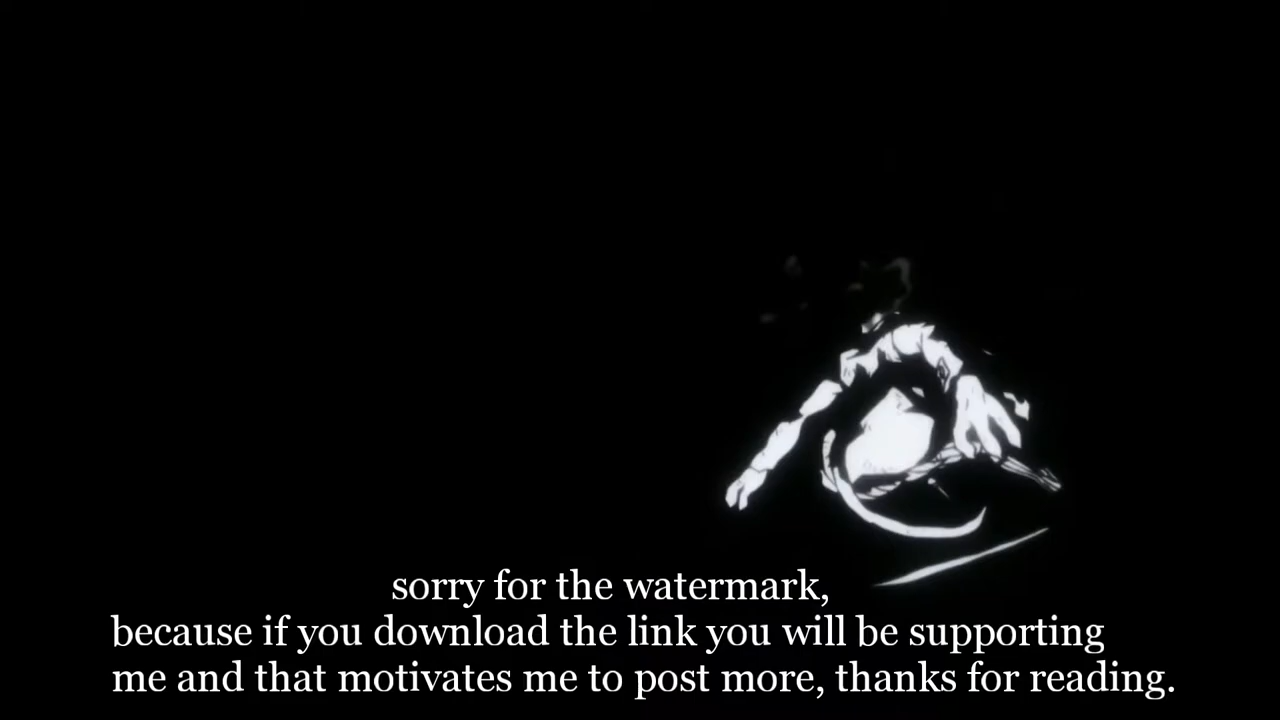 sorry for the watermark,
because if you download the link you will be supporting
me and that motivates me to post more, thanks for reading.